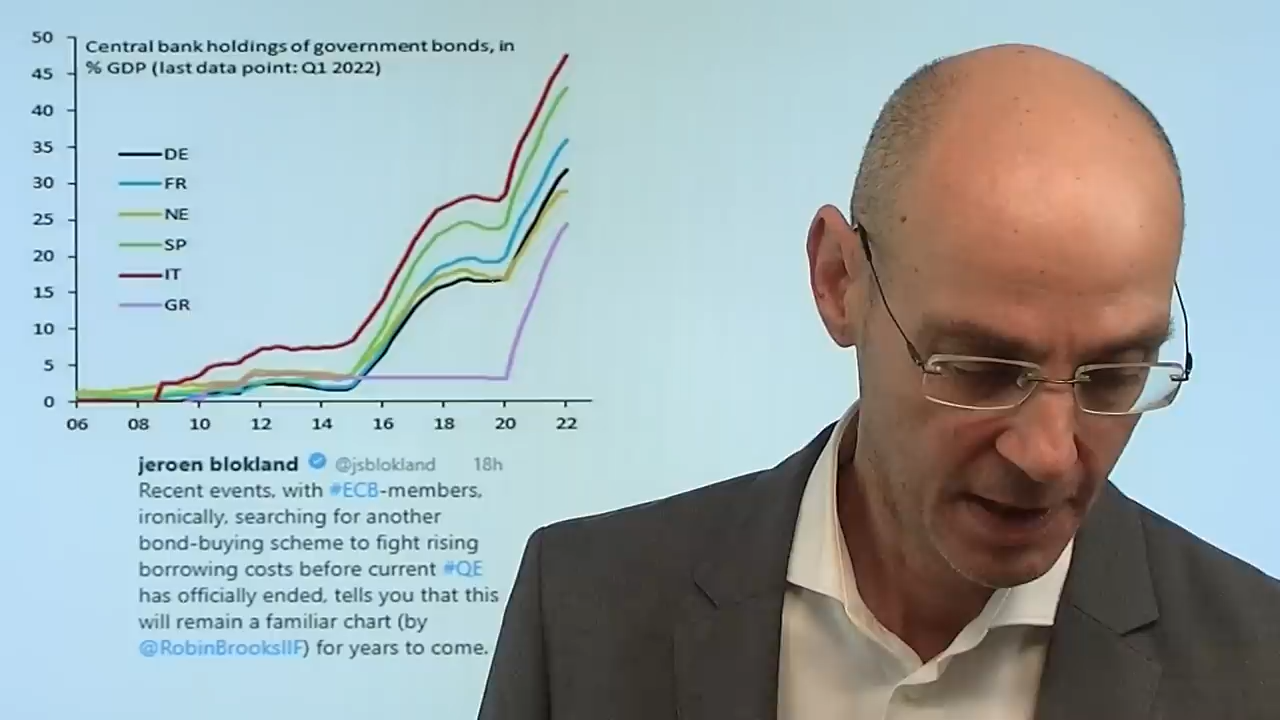 50
45
40
35
30
25
20
15
10
5
0
Central bank holdings of government bonds, in
% GDP (last data point: Q1 2022)
DE
FR
NE
SP
IT
GR
06 08 10 12 14 16 18 20 22
jeroen blokland @jsblokland 18h
Recent events, with #ECB-members,
ironically, searching for another
bond-buying scheme to fight rising
borrowing costs before current #QE
has officially ended, tells you that this
will remain a familiar chart (by
@RobinBrooksIIF) for years to come.